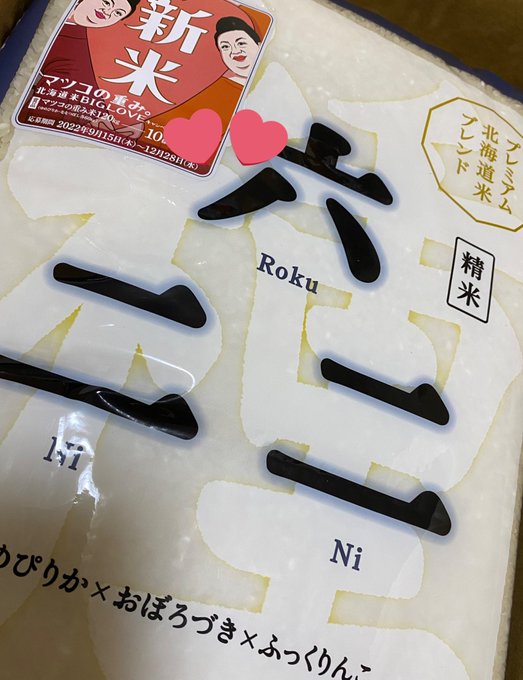 新米
マツコの重み。
北海道米BIGLOVE
マツコの重み米120kg
応募期間 2022年9月15日(木)~12月28日(水)
プレミアム
北海道米
ブレンド
精米
六
Roku
二
Ni
二
Ni
めぴりか×おぼろづき×ふっくりんこ